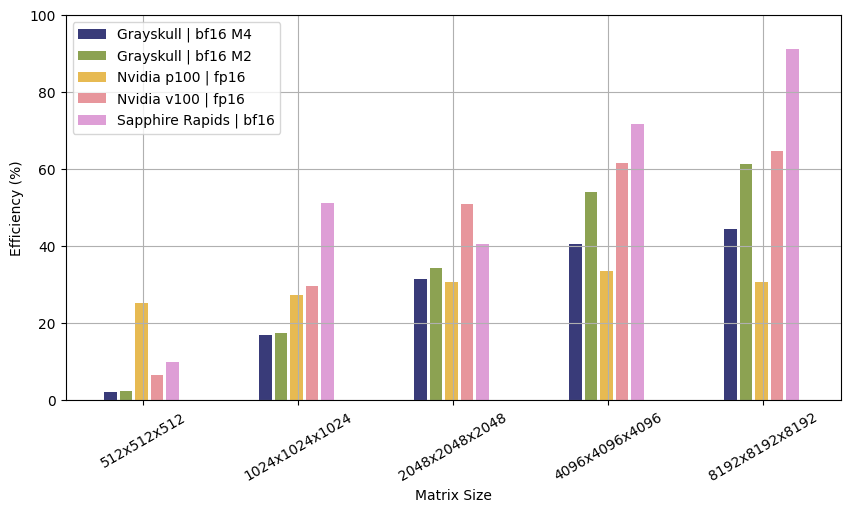 100
80
60
40
20
0
Efficiency (%)
Grayskull | bf16 M4
Grayskull | bf16 M2
Nvidia p100 | fp16
Nvidia v100 | fp16
Sapphire Rapids | bf16
512x512x512
1024x1024x1024
2048x2048x2048
4096x4096x4096
8192x8192x8192
Matrix Size